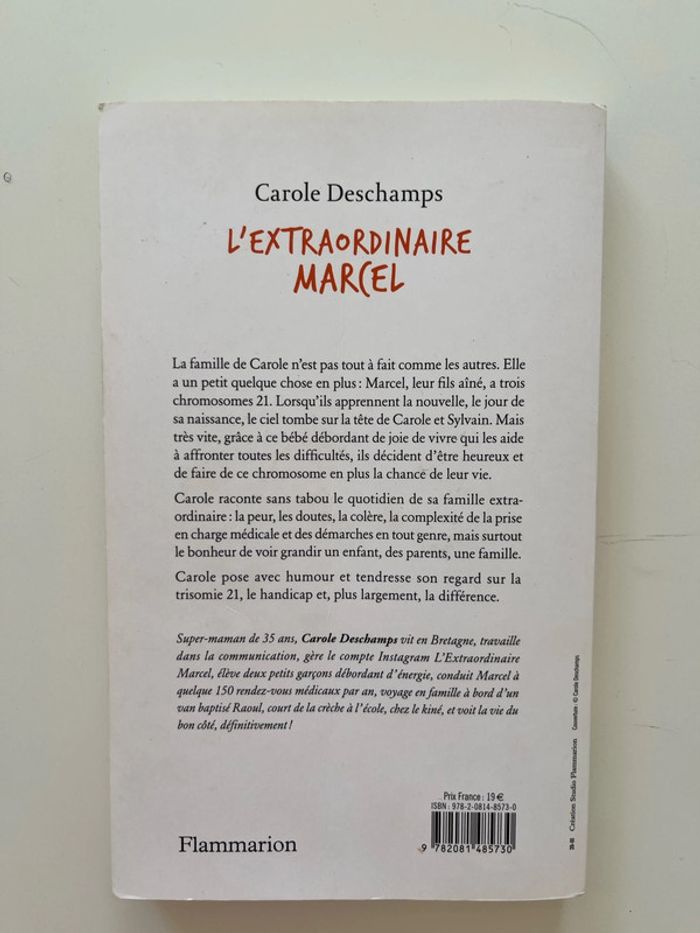 Carole Deschamps
L'EXTRAORDINAIRE
MARCEL
La famille de Carole n'est pas tout à fait comme les autres. Elle
a un petit quelque chose en plus : Marcel, leur fils aîné, a trois
chromosomes 21. Lorsqu'ils apprennent la nouvelle, le jour de
sa naissance, le ciel tombe sur la tête de Carole et Sylvain. Mais
très vite, grâce à ce bébé débordant de joie de vivre qui les aide
à affronter toutes les difficultés, ils décident d'être heureux et
de faire de ce chromosome en plus la chance de leur vie.
Carole raconte sans tabou le quotidien de sa famille extra-
ordinaire : la peur, les doutes, la colère, la complexité de la prise
en charge médicale et des démarches en tout genre, mais surtout
le bonheur de voir grandir un enfant, des parents, une famille.
Carole pose avec humour et tendresse son regard sur la
trisomie 21, le handicap et, plus largement, la différence.
Super-maman de 35 ans, Carole Deschamps vit en Bretagne, travaille
dans la communication, gère le compte Instagram L'Extraordinaire
Marcel, élève deux petits garçons débordant d'énergie, conduit Marcel à
quelque 150 rendez-vous médicaux par an, voyage en famille à bord d'un
van baptisé Raoul, court de la crèche à l'école, chez le kiné, et voit la vie du
bon côté, définitivement !
Prix France : 19 €
ISBN : 978-2-0814-8573-0
9 782081 485730
Flammarion
Création Studio Flammarion
Couverture : © Carole Deschamps